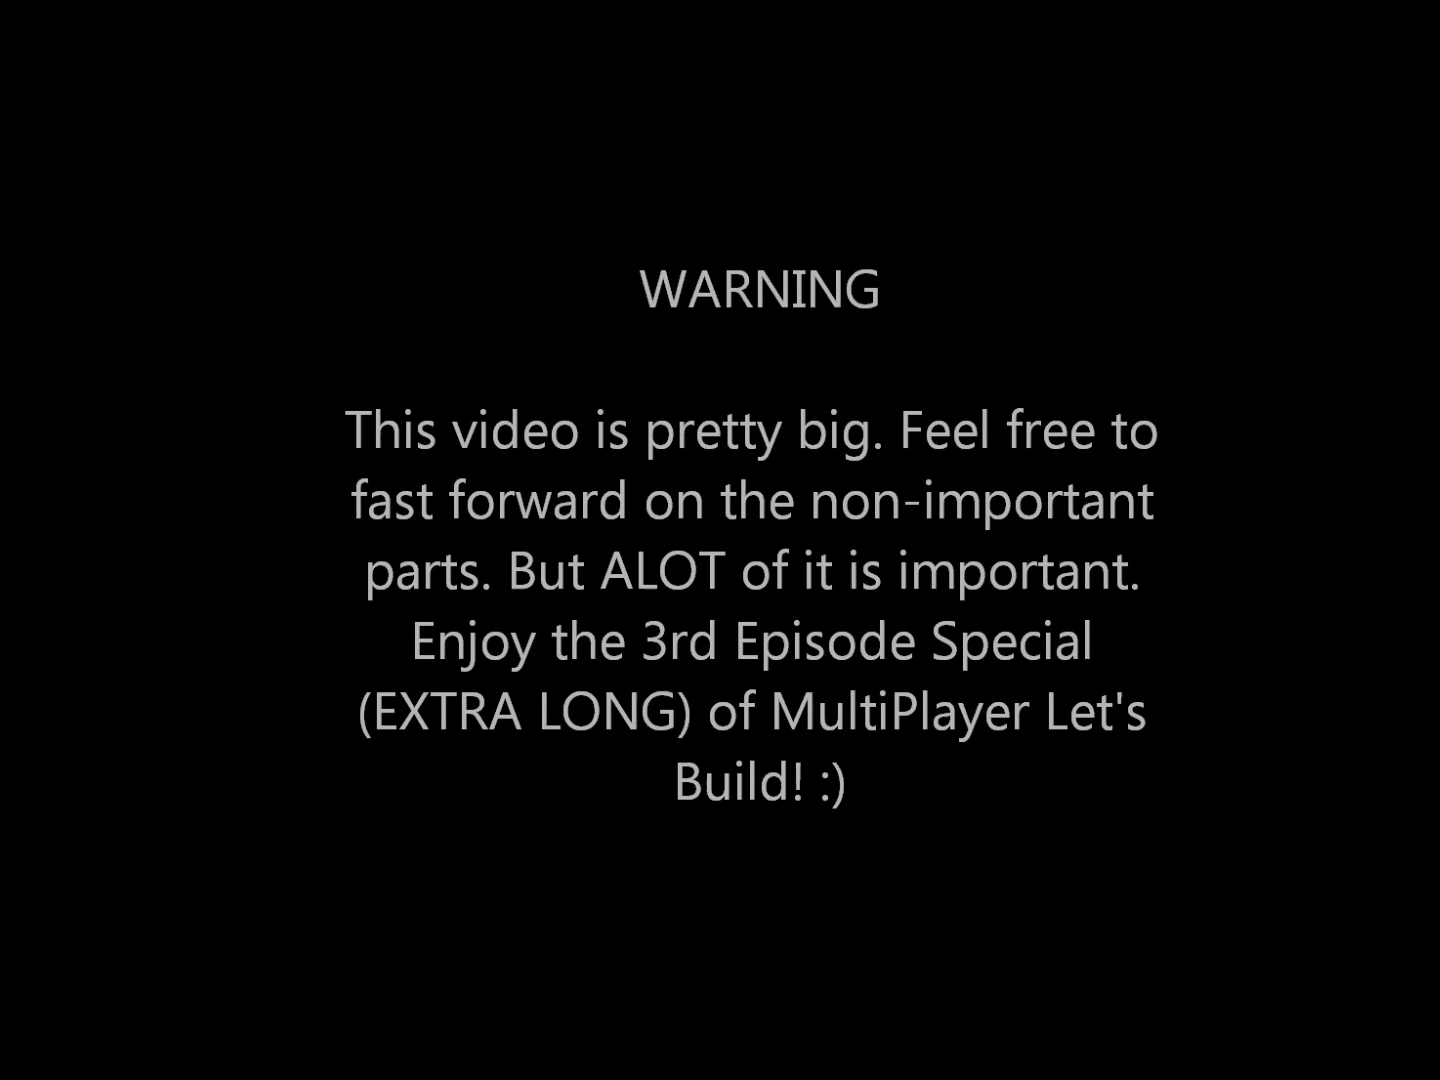 WARNING
This video is pretty big. Feel free to
fast forward on the non-important
parts. But ALOT of it is important.
Enjoy the 3rd Episode Special
(EXTRA LONG) of MultiPlayer Let's
Build! :)